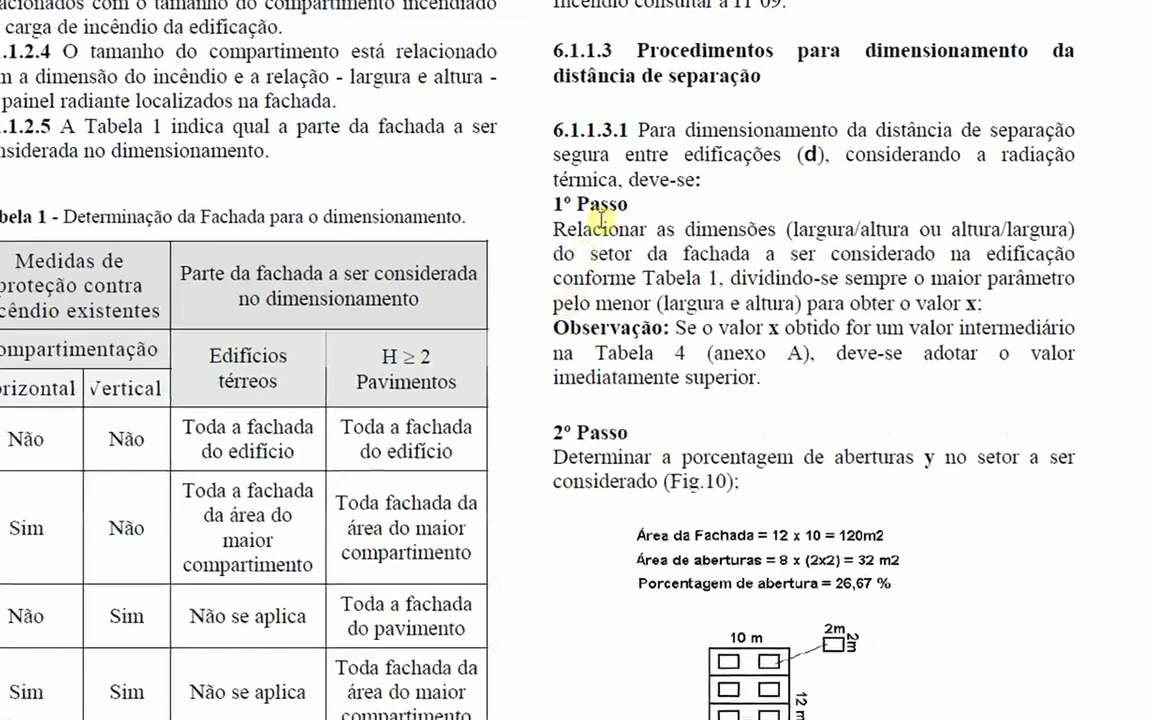 com o tamanho do compartimento incendiado
carga de incêndio da edificação.
.1.2.4 O tamanho do compartimento está relacionado
a dimensão do incêndio e a relação - largura e altura -
painel radiante localizados na fachada.
.1.2.5 A Tabela 1 indica qual a parte da fachada a ser
no dimensionamento.
1 - Determinação da Fachada para o dimensionamento.
Medidas de
proteção contra
existentes
Parte da fachada a ser considerada
no dimensionamento
Edifícios
térreos
H ≥ 2
Pavimentos
Vertical
Não
Não
Toda a fachada
do edifício
Toda a fachada
do edifício
Sim
Não
Toda a fachada
da área do
maior
compartimento
Toda fachada da
área do maior
compartimento
Não
Sim
Não se aplica
Toda a fachada
do pavimento
Sim
Sim
Não se aplica
Toda fachada da
área do maior
compartimento
consultar a IT 09.
6.1.1.3 Procedimentos para dimensionamento da
distância de separação
6.1.1.3.1 Para dimensionamento da distância de separação
segura entre edificações (d), considerando a radiação
térmica, deve-se:
1º Passo
Relacionar as dimensões (largura/altura ou altura/largura)
do setor da fachada a ser considerado na edificação
conforme Tabela 1, dividindo-se sempre o maior parâmetro
pelo menor (largura e altura) para obter o valor x;
Observação: Se o valor x obtido for um valor intermediário
na Tabela 4 (anexo A), deve-se adotar o valor
imediatamente superior.
2º Passo
Determinar a porcentagem de aberturas y no setor a ser
considerado (Fig.10);
Área da Fachada = 12 x 10 = 120m2
Área de aberturas = 8 x (2x2) = 32 m2
Porcentagem de abertura = 26,67 %
2m
2m
10 m
12 m